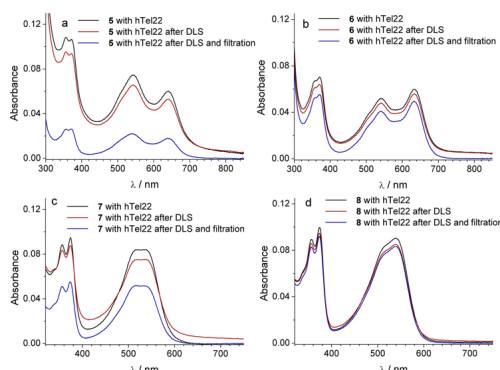 a
5 with hTel22
5 with hTel22 after DLS
5 with hTel22 after DLS and filtration
0.12
0.08
0.04
0.00
Absorbance
300 400 500 600 700 800
λ / nm
b
6 with hTel22
6 with hTel22 after DLS
6 with hTel22 after DLS and filtration
0.12
0.08
0.04
0.00
Absorbance
300 400 500 600 700 800
λ / nm
c
7 with hTel22
7 with hTel22 after DLS
7 with hTel22 after DLS and filtration
0.12
0.08
0.04
0.00
Absorbance
400 500 600 700
λ / nm
d
8 with hTel22
8 with hTel22 after DLS
8 with hTel22 after DLS and filtration
0.12
0.08
0.04
0.00
Absorbance
400 500 600 700
λ / nm